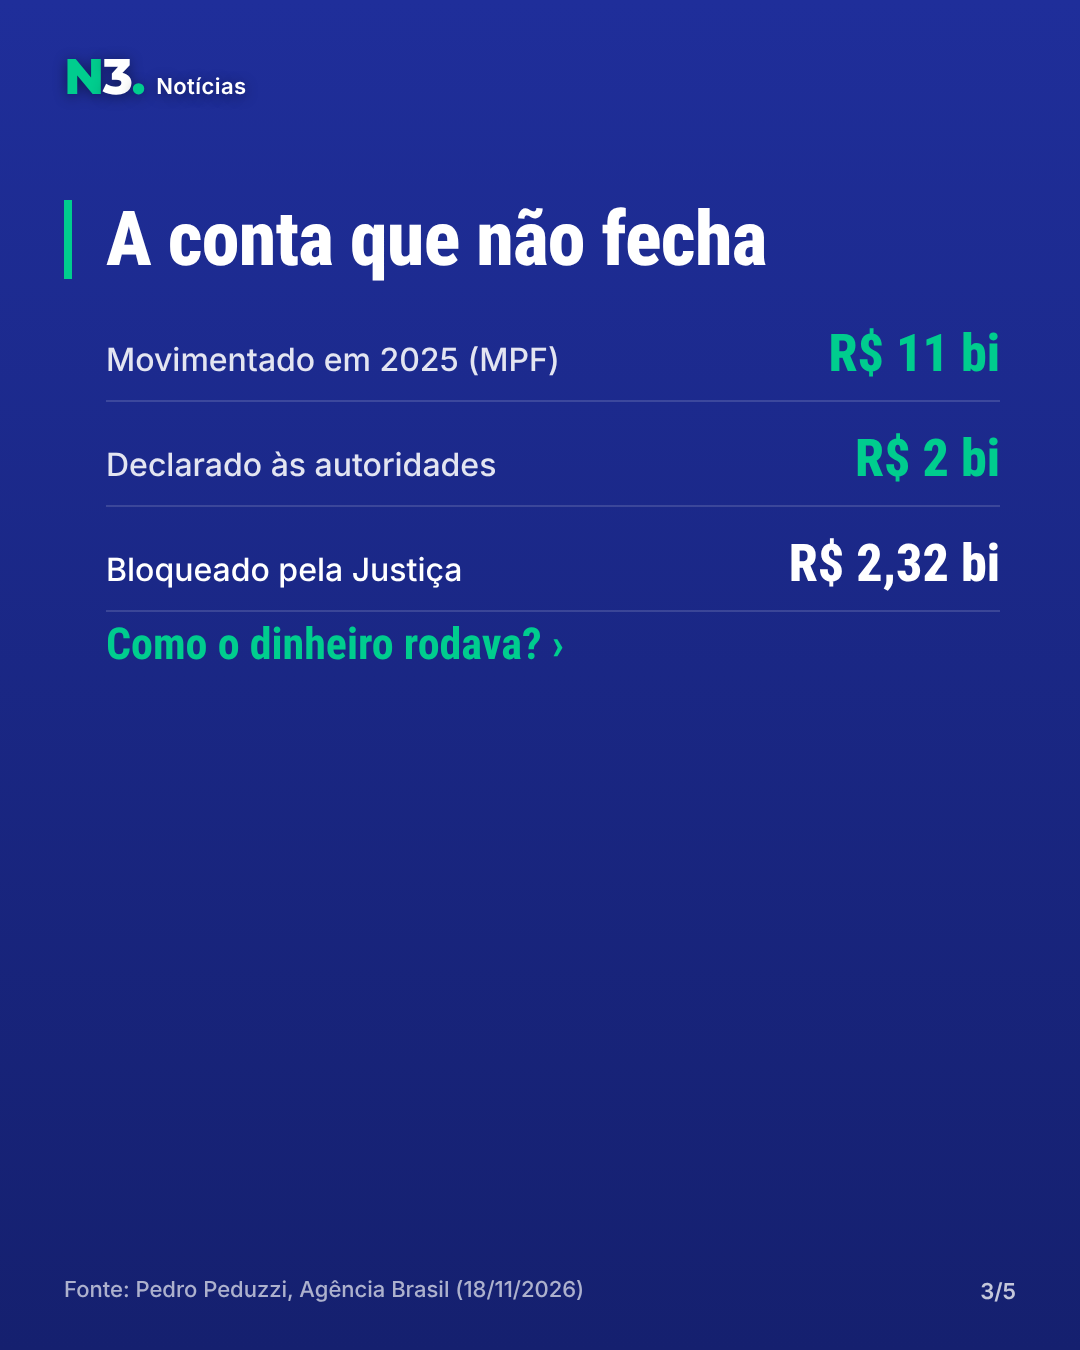 N3. Notícias
A conta que não fecha
Movimentado em 2025 (MPF) R$ 11 bi
Declarado às autoridades R$ 2 bi
Bloqueado pela Justiça R$ 2,32 bi
Como o dinheiro rodava? ›
Fonte: Pedro Peduzzi, Agência Brasil (18/11/2026) 3/5